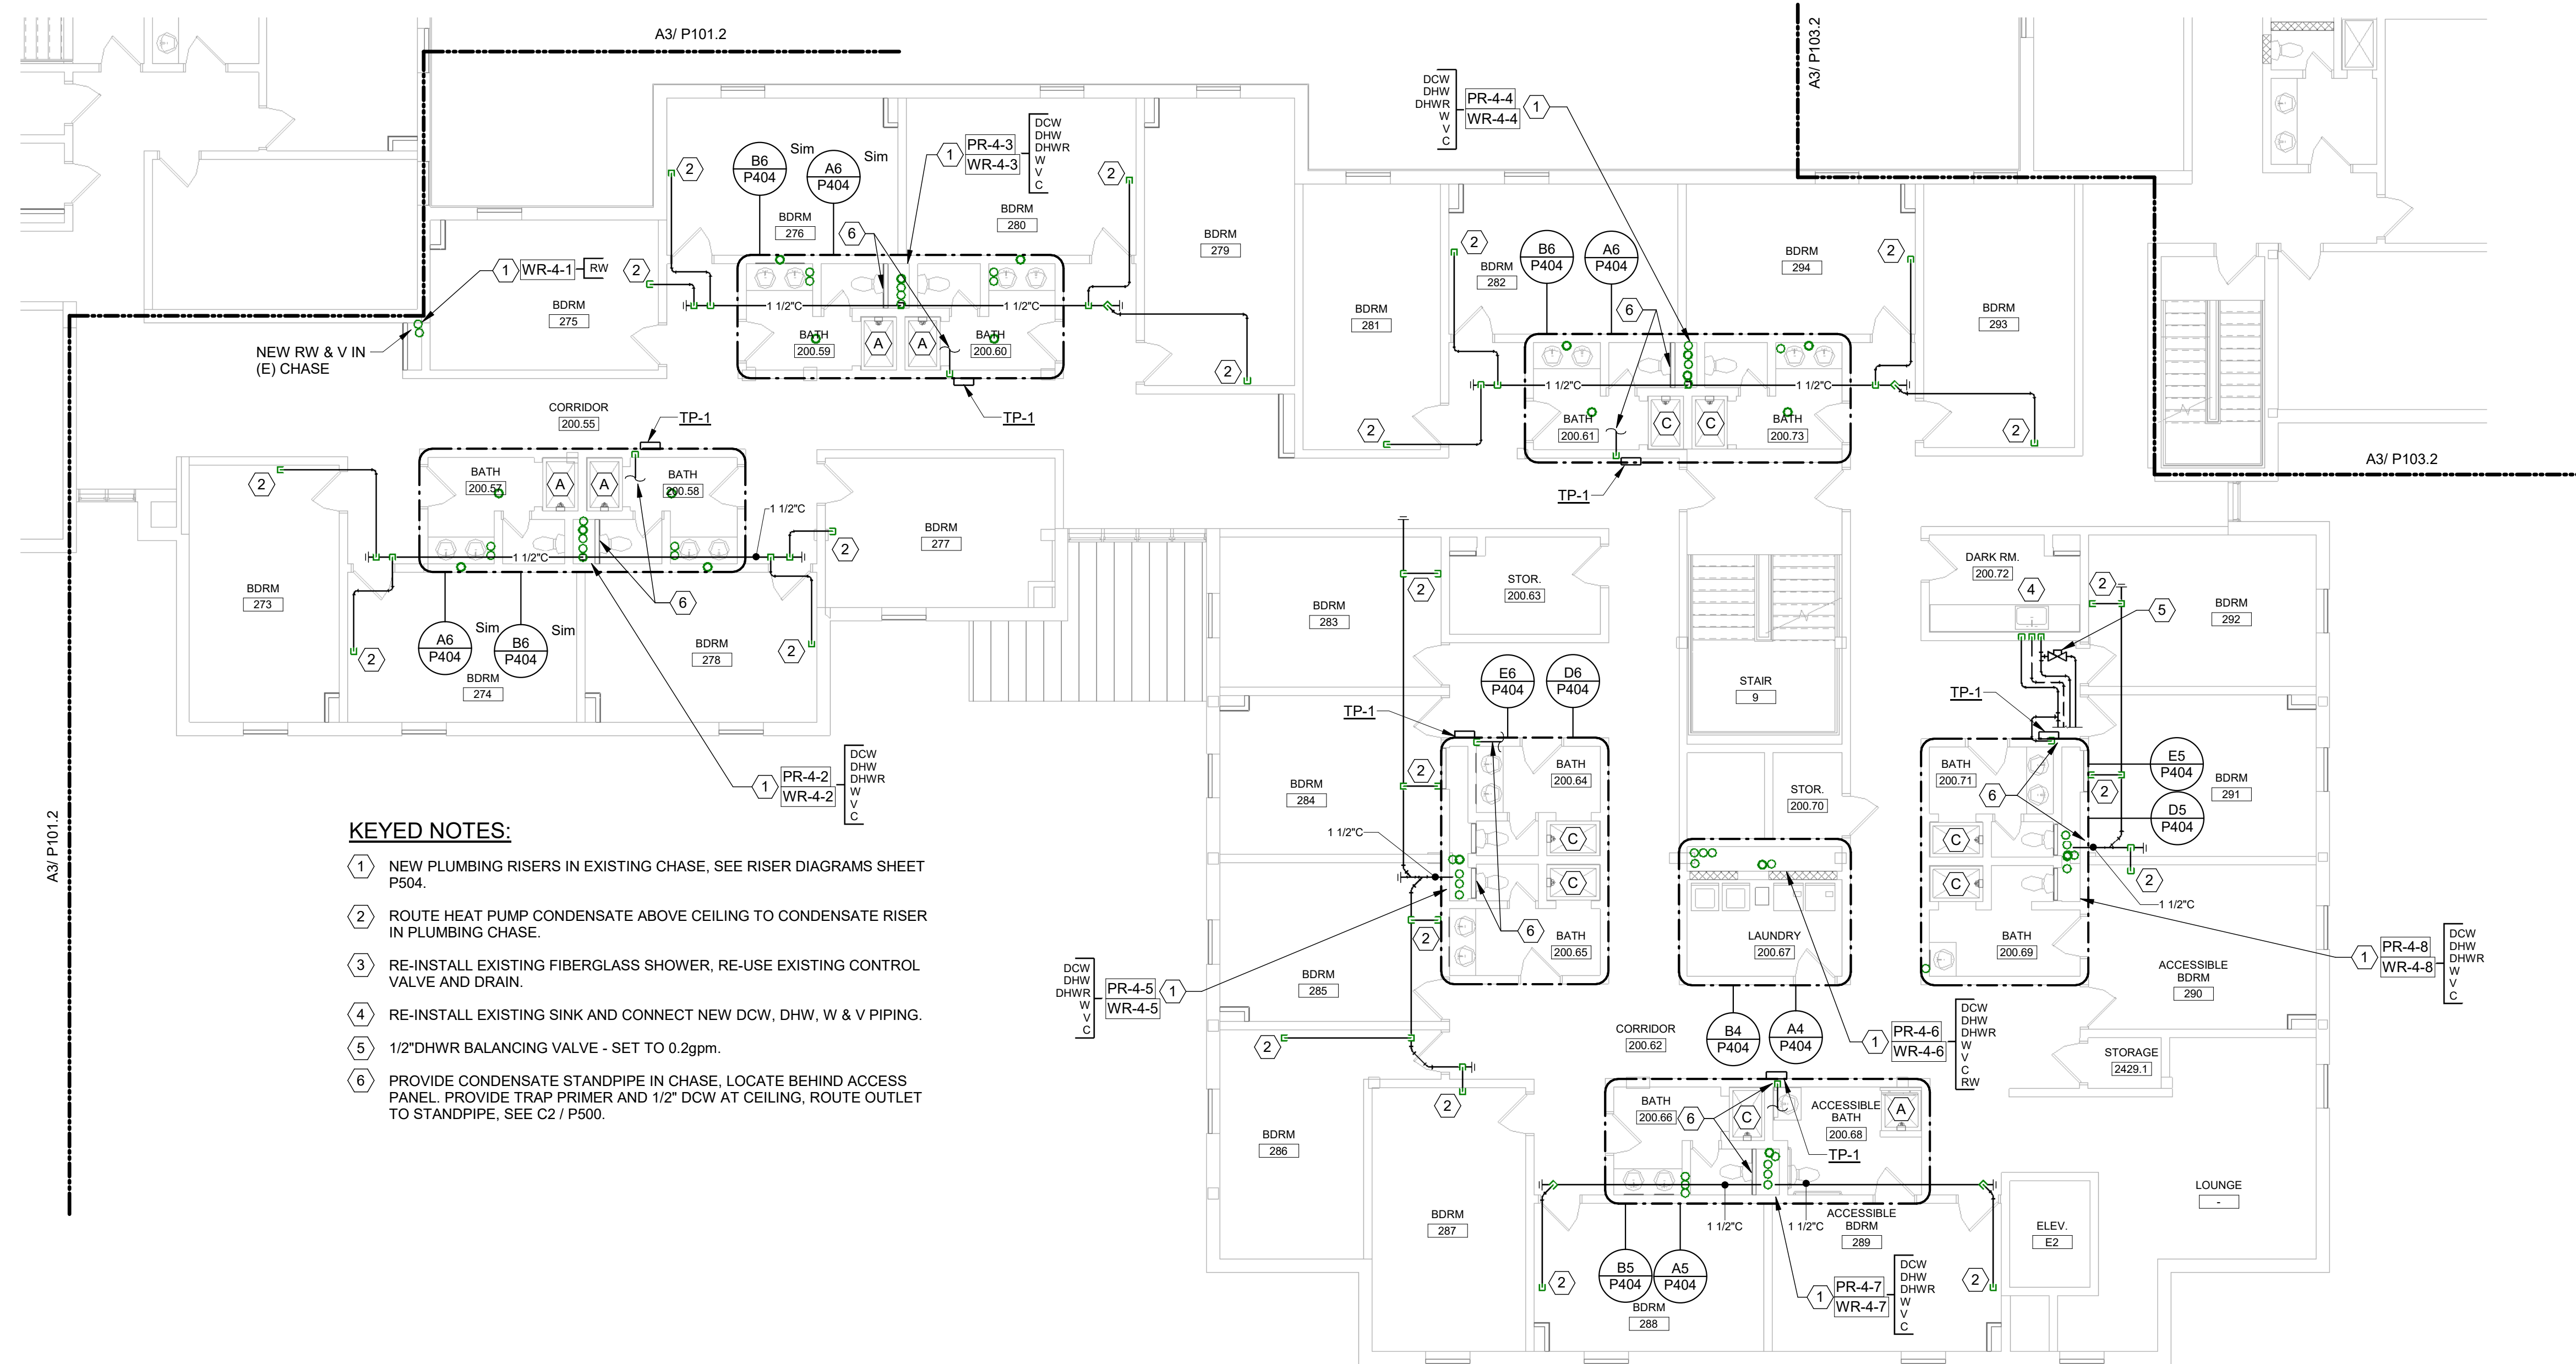 A3/ P101.2
A3/ P103.2
DCW
DHW
DHWR
W
V
C
PR-4-4
WR-4-4
1
DCW
DHW
DHWR
W
V
C
PR-4-3
WR-4-3
1
B6
P404
Sim
A6
P404
Sim
2
2
BDRM
276
6
BDRM
280
BDRM
279
1
WR-4-1
RW
2
BDRM
275
1 1/2"C
1 1/2"C
BATH
200.59
A
A
BATH
200.60
2
NEW RW & V IN
(E) CHASE
TP-1
2
B6
P404
A6
P404
2
BDRM
282
BDRM
294
6
BDRM
281
BDRM
293
1 1/2"C
1 1/2"C
BATH
200.61
C
C
BATH
200.73
2
2
TP-1
A3/ P103.2
CORRIDOR
200.55
TP-1
2
BATH
200.57
A
A
BATH
200.58
1 1/2"C
1 1/2"C
2
BDRM
277
BDRM
273
6
A6
P404
Sim
B6
P404
Sim
2
BDRM
274
BDRM
278
2
1
PR-4-2
WR-4-2
DCW
DHW
DHWR
W
V
C
A3/ P101.2
KEYED NOTES:
1 NEW PLUMBING RISERS IN EXISTING CHASE, SEE RISER DIAGRAMS SHEET
P504.
2 ROUTE HEAT PUMP CONDENSATE ABOVE CEILING TO CONDENSATE RISER
IN PLUMBING CHASE.
3 RE-INSTALL EXISTING FIBERGLASS SHOWER, RE-USE EXISTING CONTROL
VALVE AND DRAIN.
4 RE-INSTALL EXISTING SINK AND CONNECT NEW DCW, DHW, W & V PIPING.
5 1/2"DHWR BALANCING VALVE - SET TO 0.2gpm.
6 PROVIDE CONDENSATE STANDPIPE IN CHASE, LOCATE BEHIND ACCESS
PANEL. PROVIDE TRAP PRIMER AND 1/2" DCW AT CEILING, ROUTE OUTLET
TO STANDPIPE, SEE C2 / P500.
BDRM
283
2
STOR.
200.63
DARK RM.
200.72
4
2
5
BDRM
292
E6
P404
D6
P404
STAIR
9
TP-1
TP-1
BDRM
284
2
BATH
200.64
STOR.
200.70
BATH
200.71
6
2
E5
P404
BDRM
291
D5
P404
1 1/2"C
C
C
C
C
2
1 1/2"C
2
6
BATH
200.65
LAUNDRY
200.67
BATH
200.69
BDRM
285
ACCESSIBLE
BDRM
290
1
PR-4-8
WR-4-8
DCW
DHW
DHWR
W
V
C
DCW
DHW
DHWR
W
V
C
PR-4-5
WR-4-5
1
2
CORRIDOR
200.62
B4
P404
A4
P404
1
PR-4-6
WR-4-6
DCW
DHW
DHWR
W
V
C
RW
STORAGE
2429.1
2
BDRM
286
BATH
200.66
6
C
ACCESSIBLE
BATH
200.68
A
TP-1
BDRM
287
1 1/2"C
1 1/2"C
ACCESSIBLE
BDRM
289
LOUNGE
-
ELEV.
E2
2
B5
P404
A5
P404
BDRM
288
1
PR-4-7
WR-4-7
DCW
DHW
DHWR
W
V
C
2